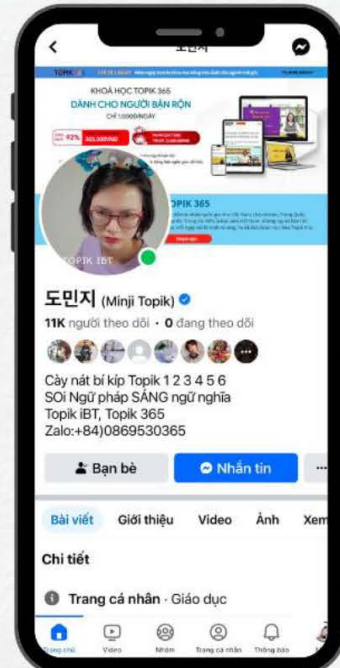 도민지
TOPIK
KHOÁ HỌC TOPIK 365
DÀNH CHO NGƯỜI BẬN RỘN
92%
TOPIK 365
TOPIK IBT
도민지 (Minji Topik)
11K người theo dõi • 0 đang theo dõi
Cày nát bí kíp Topik 1 2 3 4 5 6
SOi Ngữ pháp SÁNG ngữ nghĩa
Topik iBT, Topik 365
Zalo:+84)0869530365
Bạn bè
Nhắn tin
Bài viết Giới thiệu Video Ảnh Xem
Chi tiết
Trang cá nhân · Giáo dục
Trang chủ Video Nhóm Trang cá nhân Thông báo